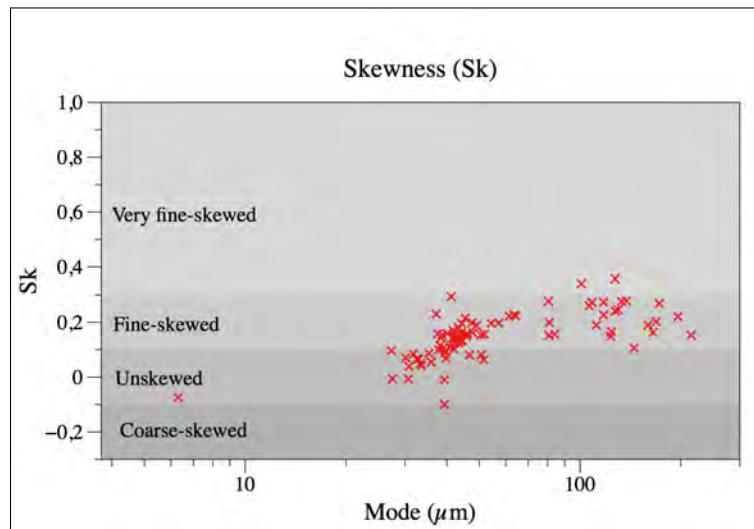 Skewness (Sk)
1,0
0,8
Very fine-skewed
0,6
Sk
0,4
Fine-skewed
0,2
Unskewed
0
Coarse-skewed
−0,2
10
100
Mode (µm)